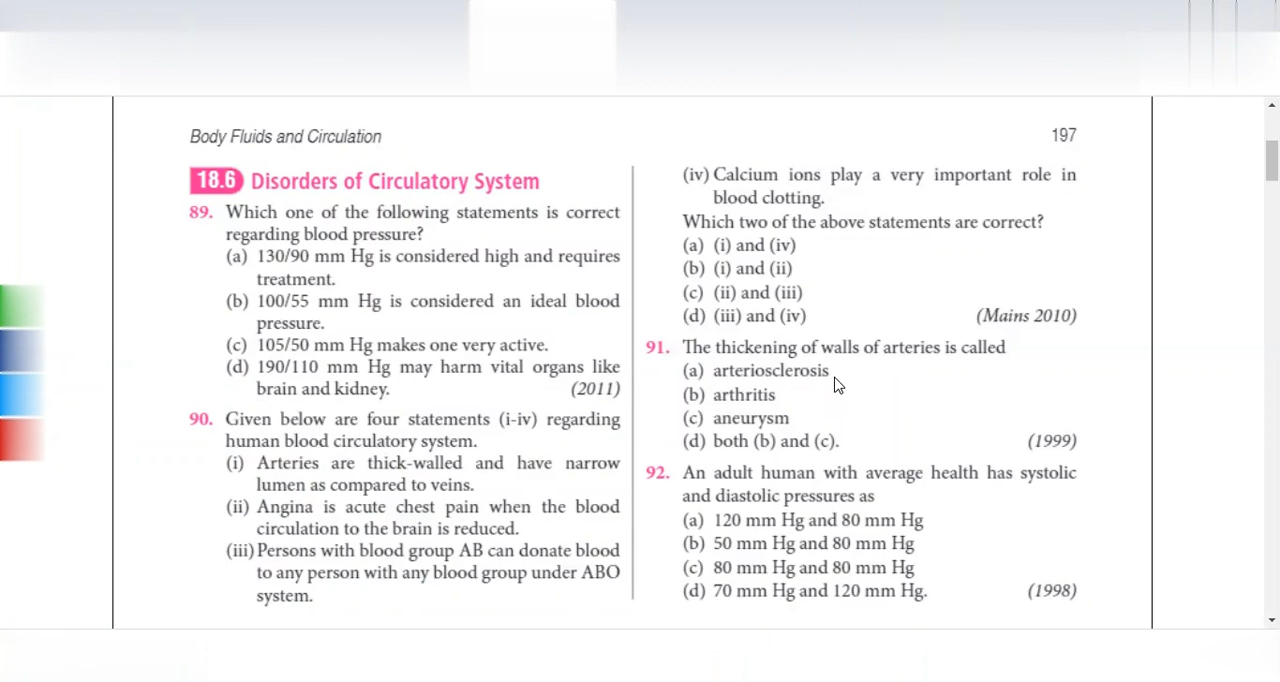 Body Fluids and Circulation
197
18.6 Disorders of Circulatory System
89. Which one of the following statements is correct
regarding blood pressure?
(a) 130/90 mm Hg is considered high and requires
treatment.
(b) 100/55 mm Hg is considered an ideal blood
pressure.
(c) 105/50 mm Hg makes one very active.
(d) 190/110 mm Hg may harm vital organs like
brain and kidney. (2011)
90. Given below are four statements (i-iv) regarding
human blood circulatory system.
(i) Arteries are thick-walled and have narrow
lumen as compared to veins.
(ii) Angina is acute chest pain when the blood
circulation to the brain is reduced.
(iii) Persons with blood group AB can donate blood
to any person with any blood group under ABO
system.
(iv) Calcium ions play a very important role in
blood clotting.
Which two of the above statements are correct?
(a) (i) and (iv)
(b) (i) and (ii)
(c) (ii) and (iii)
(d) (iii) and (iv) (Mains 2010)
91. The thickening of walls of arteries is called
(a) arteriosclerosis
(b) arthritis
(c) aneurysm
(d) both (b) and (c). (1999)
92. An adult human with average health has systolic
and diastolic pressures as
(a) 120 mm Hg and 80 mm Hg
(b) 50 mm Hg and 80 mm Hg
(c) 80 mm Hg and 80 mm Hg
(d) 70 mm Hg and 120 mm Hg. (1998)